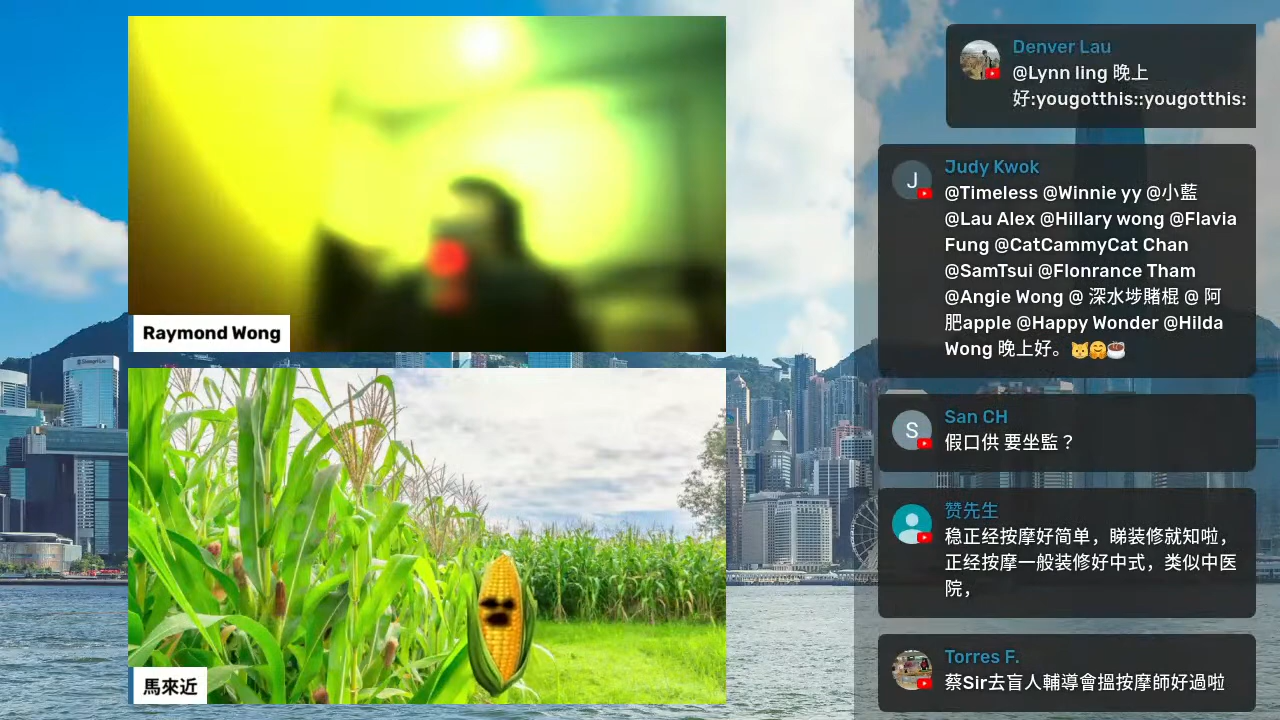 Raymond Wong
馬來近
Denver Lau
@Lynn ling 晚上
好:yougotthis::yougotthis:
J
Judy Kwok
@Timeless @Winnie yy @小藍
@Lau Alex @Hillary wong @Flavia
Fung @CatCammyCat Chan
@SamTsui @Flonrance Tham
@Angie Wong @ 深水埗賭棍 @ 阿
肥apple @Happy Wonder @Hilda
Wong 晚上好。🐱🤗☕
S
San CH
假口供 要坐監？
赞先生
稳正经按摩好简单，睇装修就知啦，
正经按摩一般装修好中式，类似中医
院，
Torres F.
蔡Sir去盲人輔導會搵按摩師好過啦